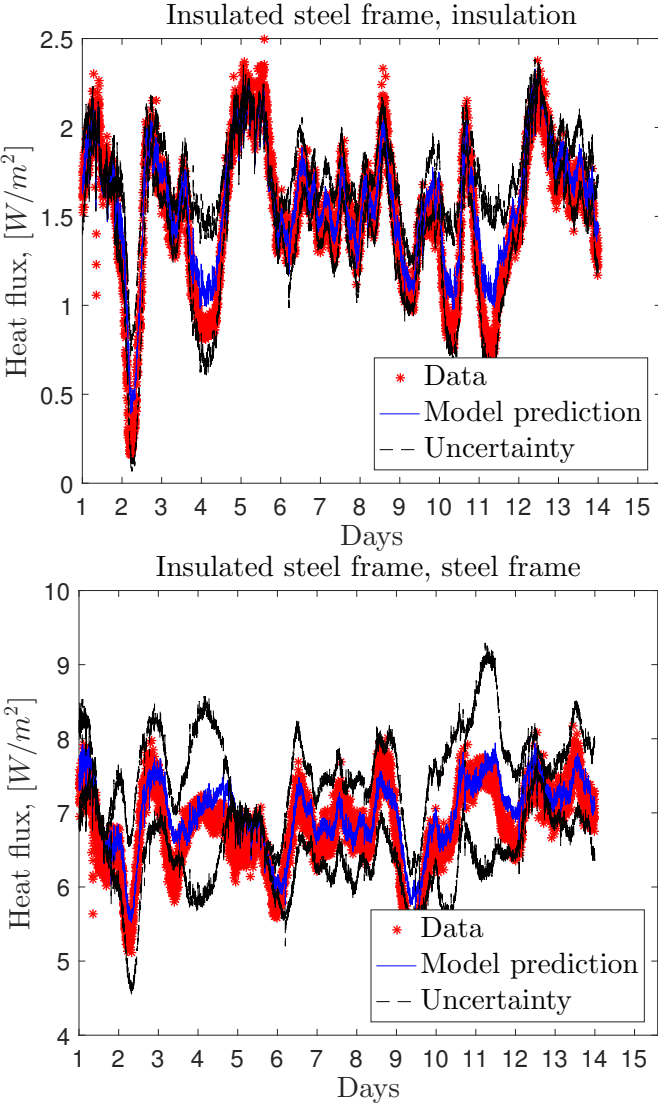 Insulated steel frame, insulation
Heat flux, [W/m²]
2.5
2
1.5
1
0.5
0
Data
Model prediction
Uncertainty
1 2 3 4 5 6 7 8 9 10 11 12 13 14 15
Days
Insulated steel frame, steel frame
Heat flux, [W/m²]
10
9
8
7
6
5
4
Data
Model prediction
Uncertainty
1 2 3 4 5 6 7 8 9 10 11 12 13 14 15
Days